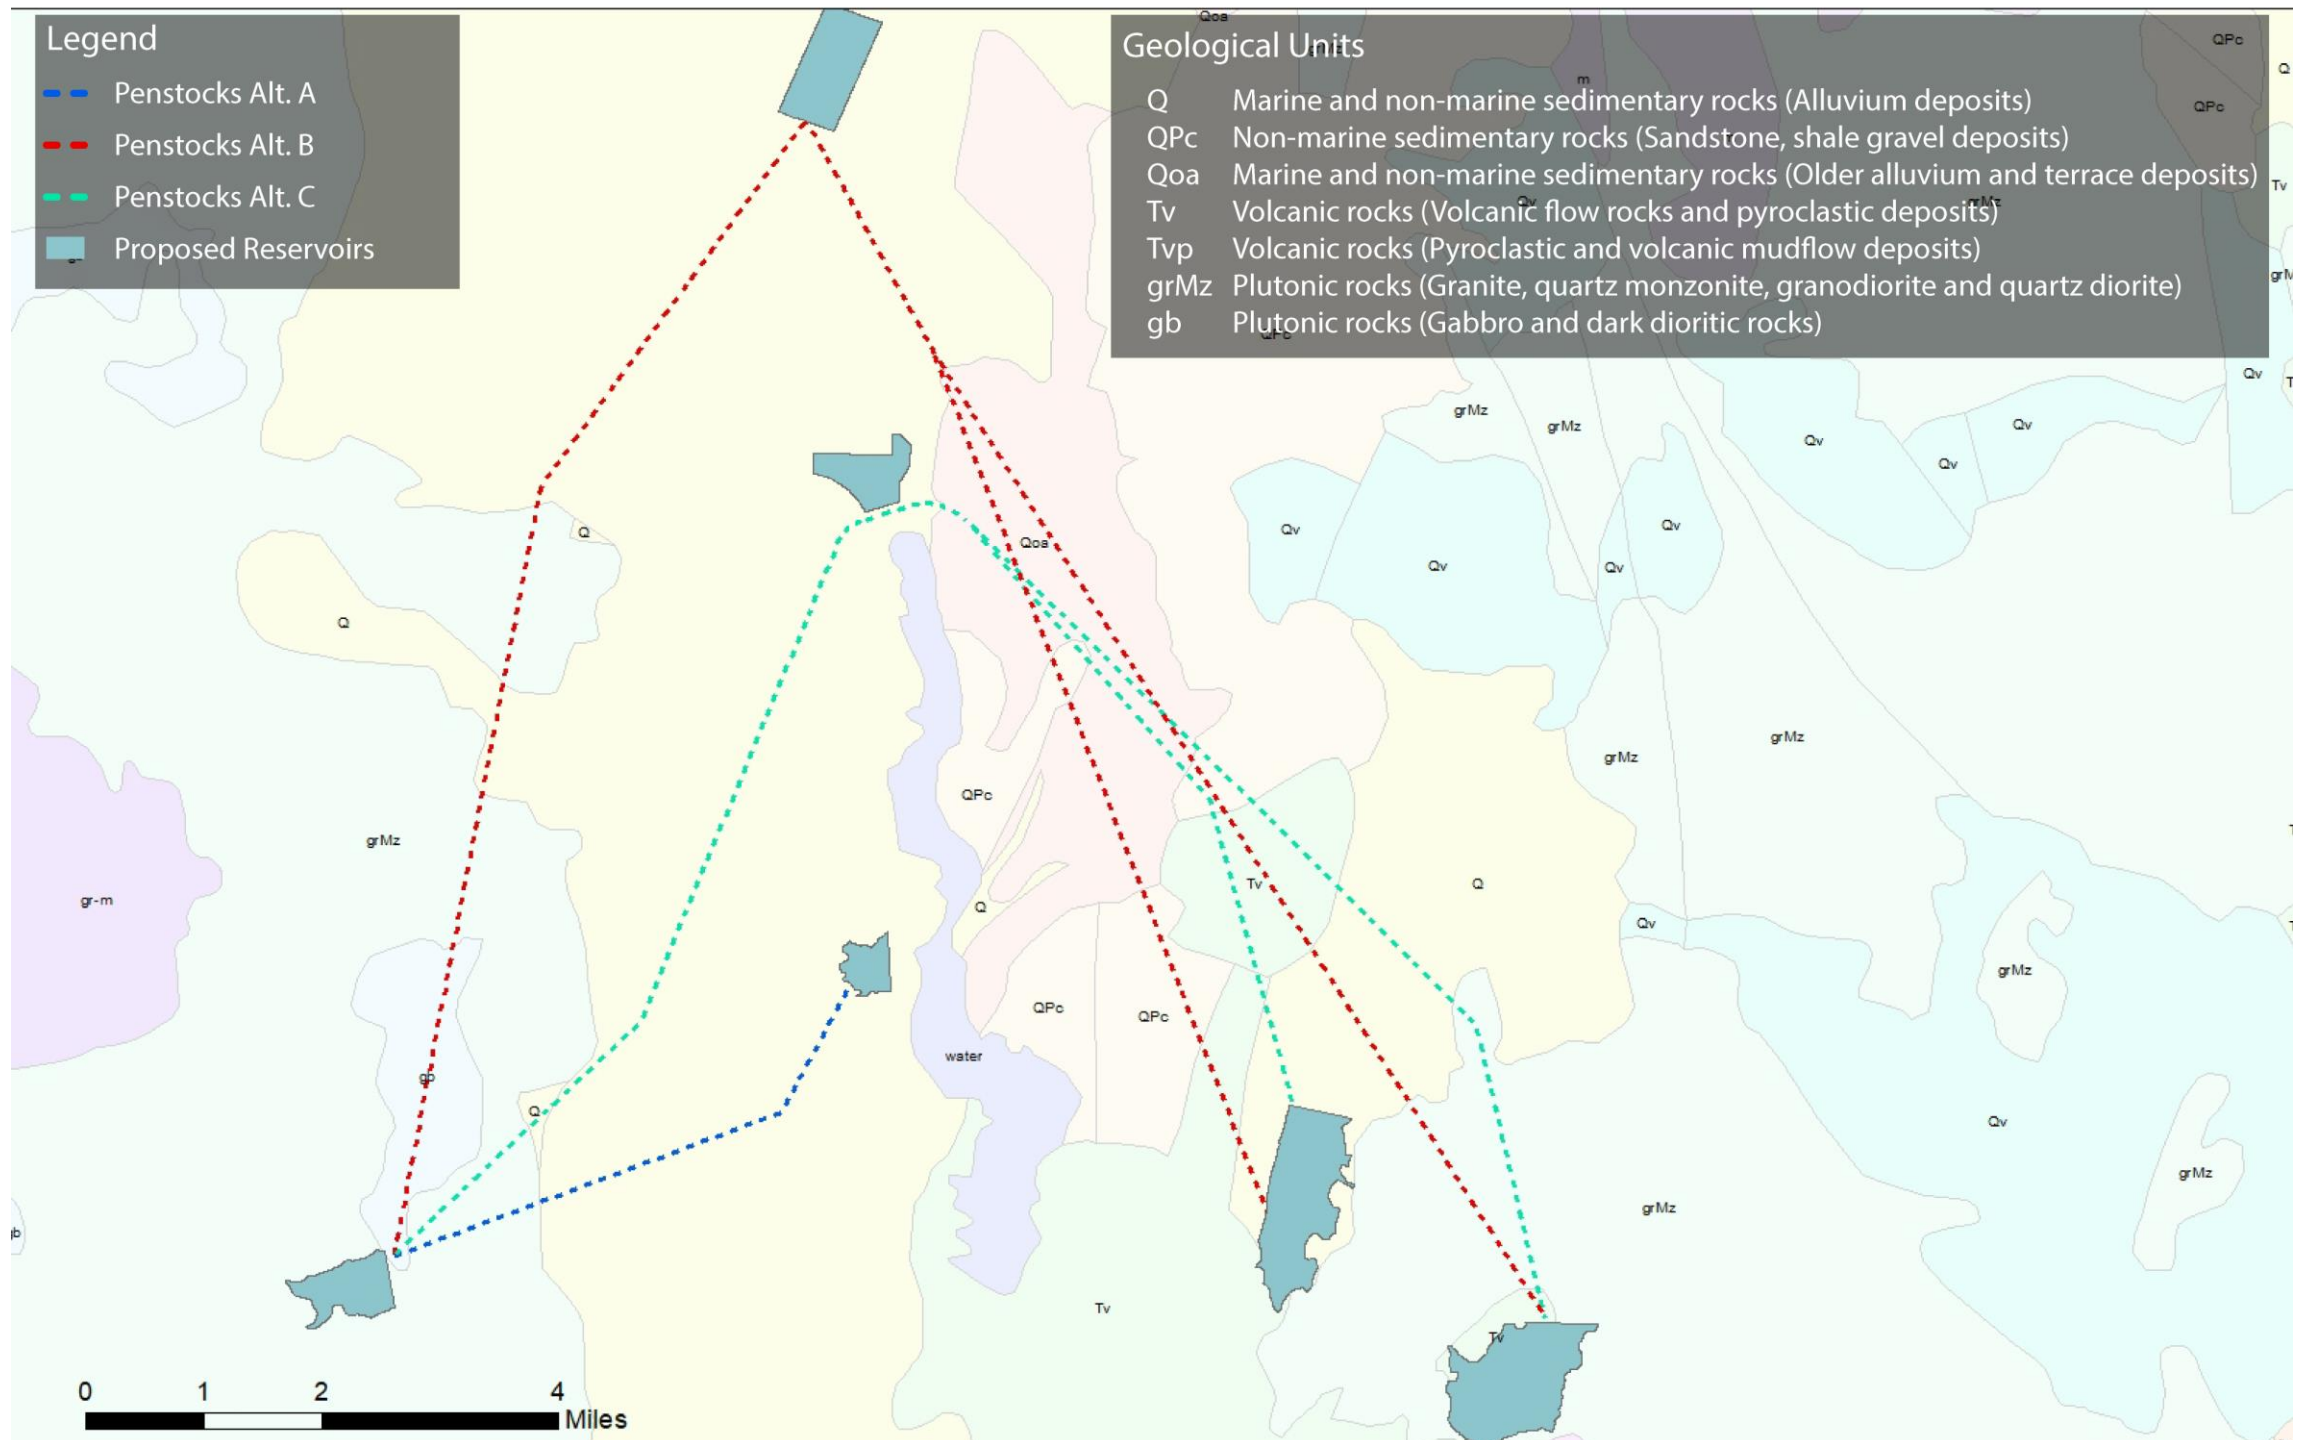 Legend
Penstocks Alt. A
Penstocks Alt. B
Penstocks Alt. C
Proposed Reservoirs
Geological Units
Q Marine and non-marine sedimentary rocks (Alluvium deposits)
QPc Non-marine sedimentary rocks (Sandstone, shale gravel deposits)
Qoa Marine and non-marine sedimentary rocks (Older alluvium and terrace deposits)
Tv Volcanic rocks (Volcanic flow rocks and pyroclastic deposits)
Tvp Volcanic rocks (Pyroclastic and volcanic mudflow deposits)
grMz Plutonic rocks (Granite, quartz monzonite, granodiorite and quartz diorite)
gb Plutonic rocks (Gabbro and dark dioritic rocks)
Qoa
QPc
Q
m
QPc
Tv
Qv
grMz
QPc
Qv
grMz
grMz
Qv
Qv
Qv
Qv
Qv
Q
Qoa
Qv
Qv
Q
grMz
grMz
QPc
grMz
Tv
Q
gr-m
Q
Qv
grMz
QPc
QPc
water
Q
Qv
grMz
grMz
Tv
Tv
0 1 2 4
Miles